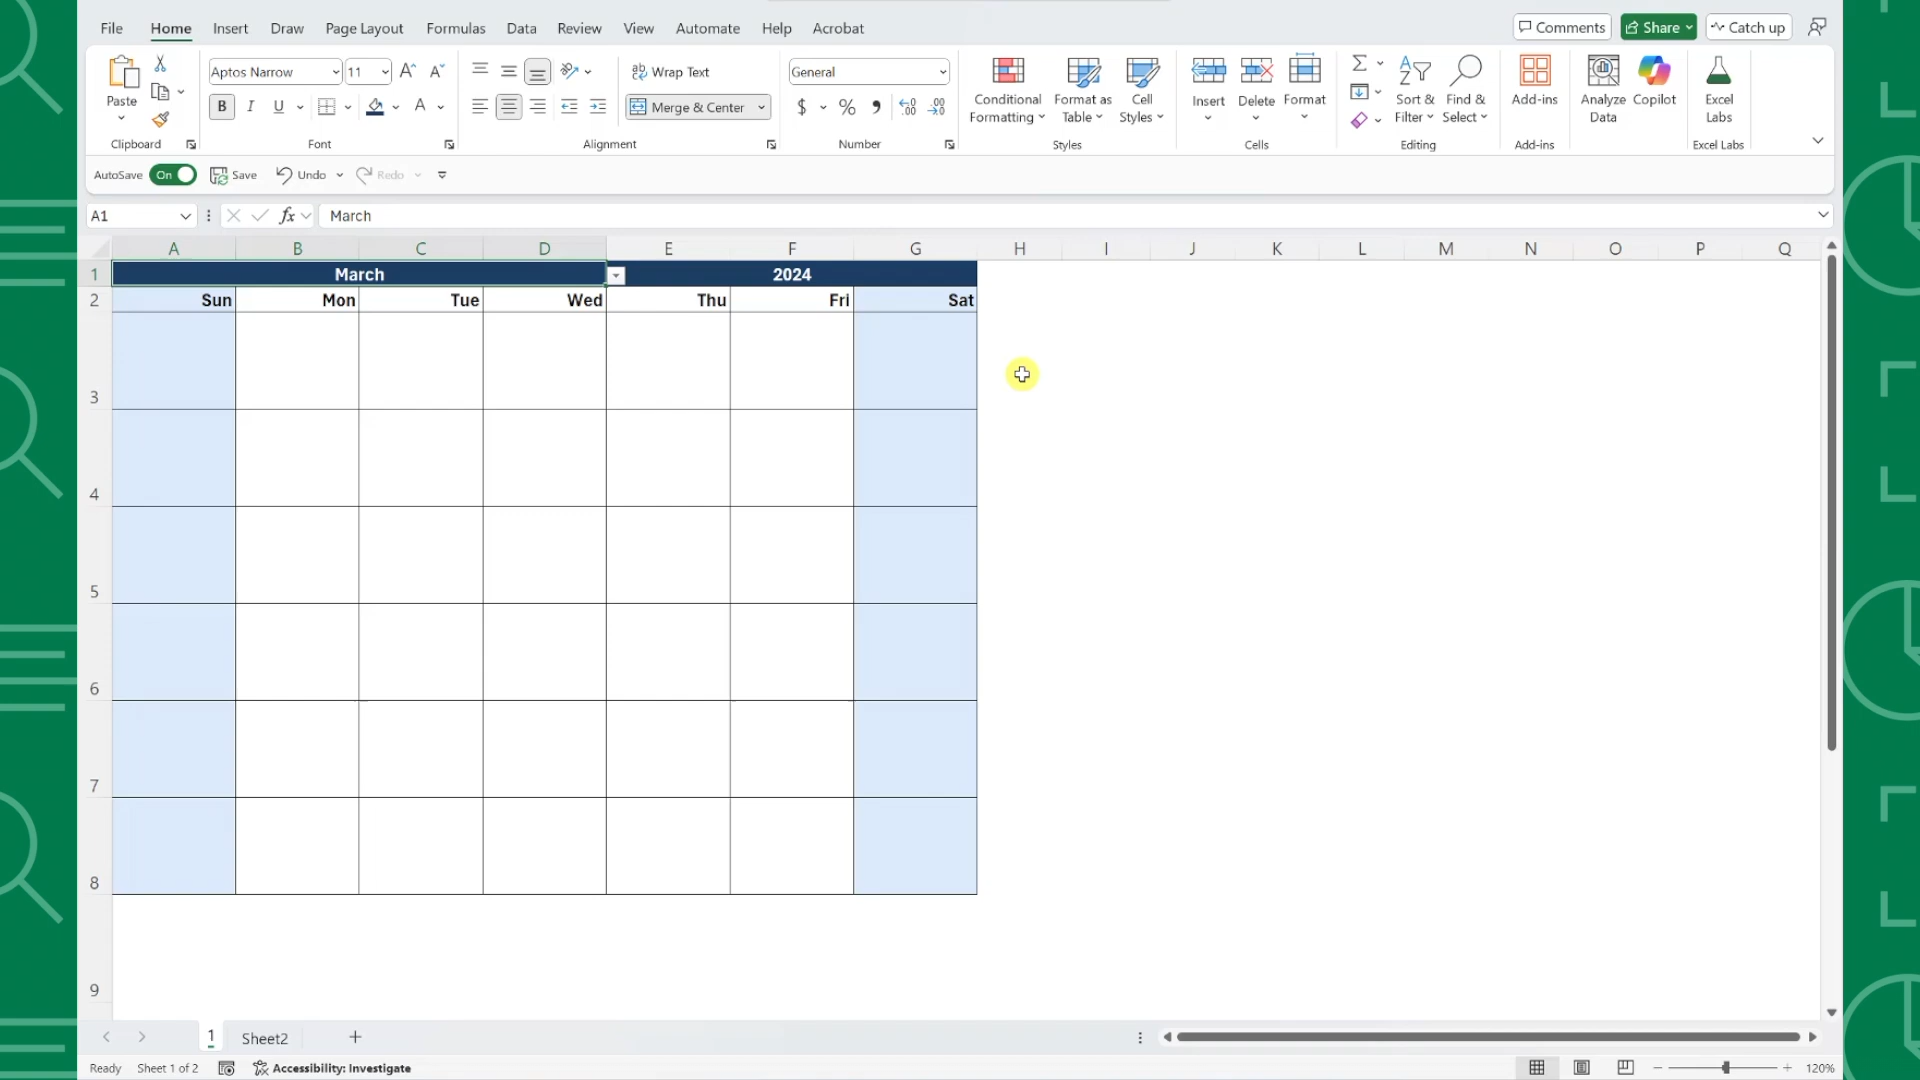 File Home Insert Draw Page Layout Formulas Data Review View Automate Help Acrobat Comments Share Catch up
Aptos Narrow 11 Wrap Text General
Paste Conditional Formatting Format as Table Cell Styles Insert Delete Format Sort & Filter Find & Select Add-ins Analyze Data Copilot Excel Labs
B I U A Merge & Center $ % ,
Clipboard Font Alignment Number Styles Cells Editing Add-ins Excel Labs
AutoSave On Save Undo Redo
A1 fx March
A B C D E F G H I J K L M N O P Q
1 March 2024
2 Sun Mon Tue Wed Thu Fri Sat
3
4
5
6
7
8
9
1 Sheet2
Ready Sheet 1 of 2 Accessibility: Investigate 120%